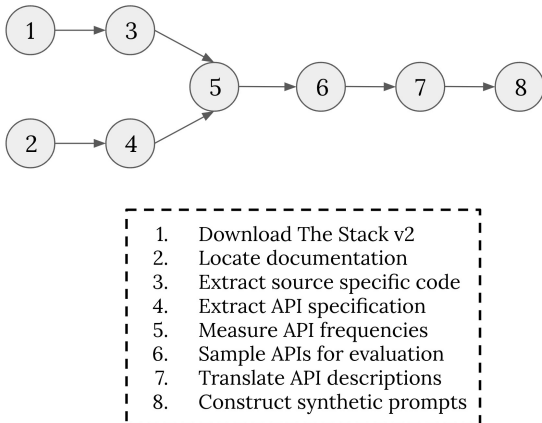 1 3
5 6 7 8
2 4
1. Download The Stack v2
2. Locate documentation
3. Extract source specific code
4. Extract API specification
5. Measure API frequencies
6. Sample APIs for evaluation
7. Translate API descriptions
8. Construct synthetic prompts